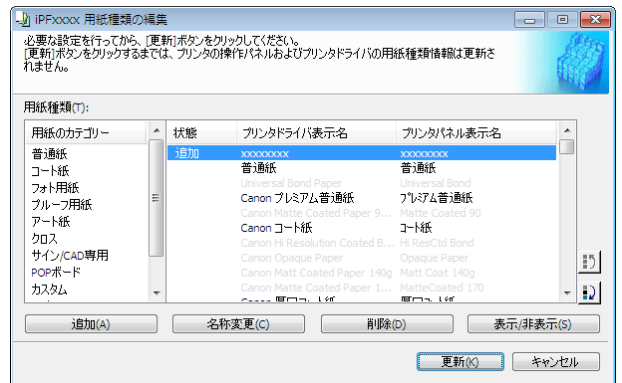 iPFxxxx 用紙種類の編集
必要な設定を行ってから、[更新]ボタンをクリックしてください。
[更新]ボタンをクリックするまでは、プリンタの操作パネルおよびプリンタドライバの用紙種類情報は更新さ
れません。
用紙種類(T):
用紙のカテゴリー 状態 プリンタドライバ表示名 プリンタパネル表示名
追加 xxxxxxxx xxxxxxxx
普通紙 普通紙 普通紙
コート紙 Universal Bond Paper Universal Bond
フォト用紙 Canon プレミアム普通紙 プレミアム普通紙
プルーフ用紙 Canon Matte Coated Paper 9... Matte Coated 90
アート紙 Canon コート紙 コート紙
クロス Canon Hi Resolution Coated B... Hi ResCtd Bond
サイン/CAD専用 Canon Opaque Paper Opaque Paper
POPボード Canon Matt Coated Paper 140g Matt Coat 140g
カスタム Canon Matte Coated Paper 1... MatteCoated 170
追加(A) 名称変更(C) 削除(D) 表示/非表示(S)
更新(K) キャンセル